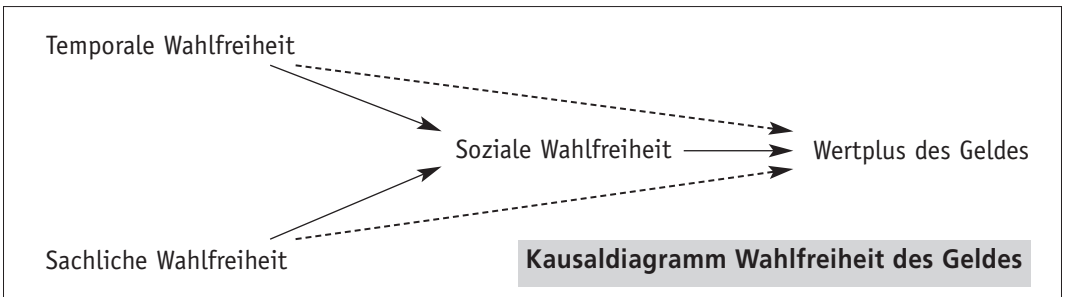 Temporale Wahlfreiheit
Soziale Wahlfreiheit
Wertplus des Geldes
Sachliche Wahlfreiheit
Kausaldiagramm Wahlfreiheit des Geldes